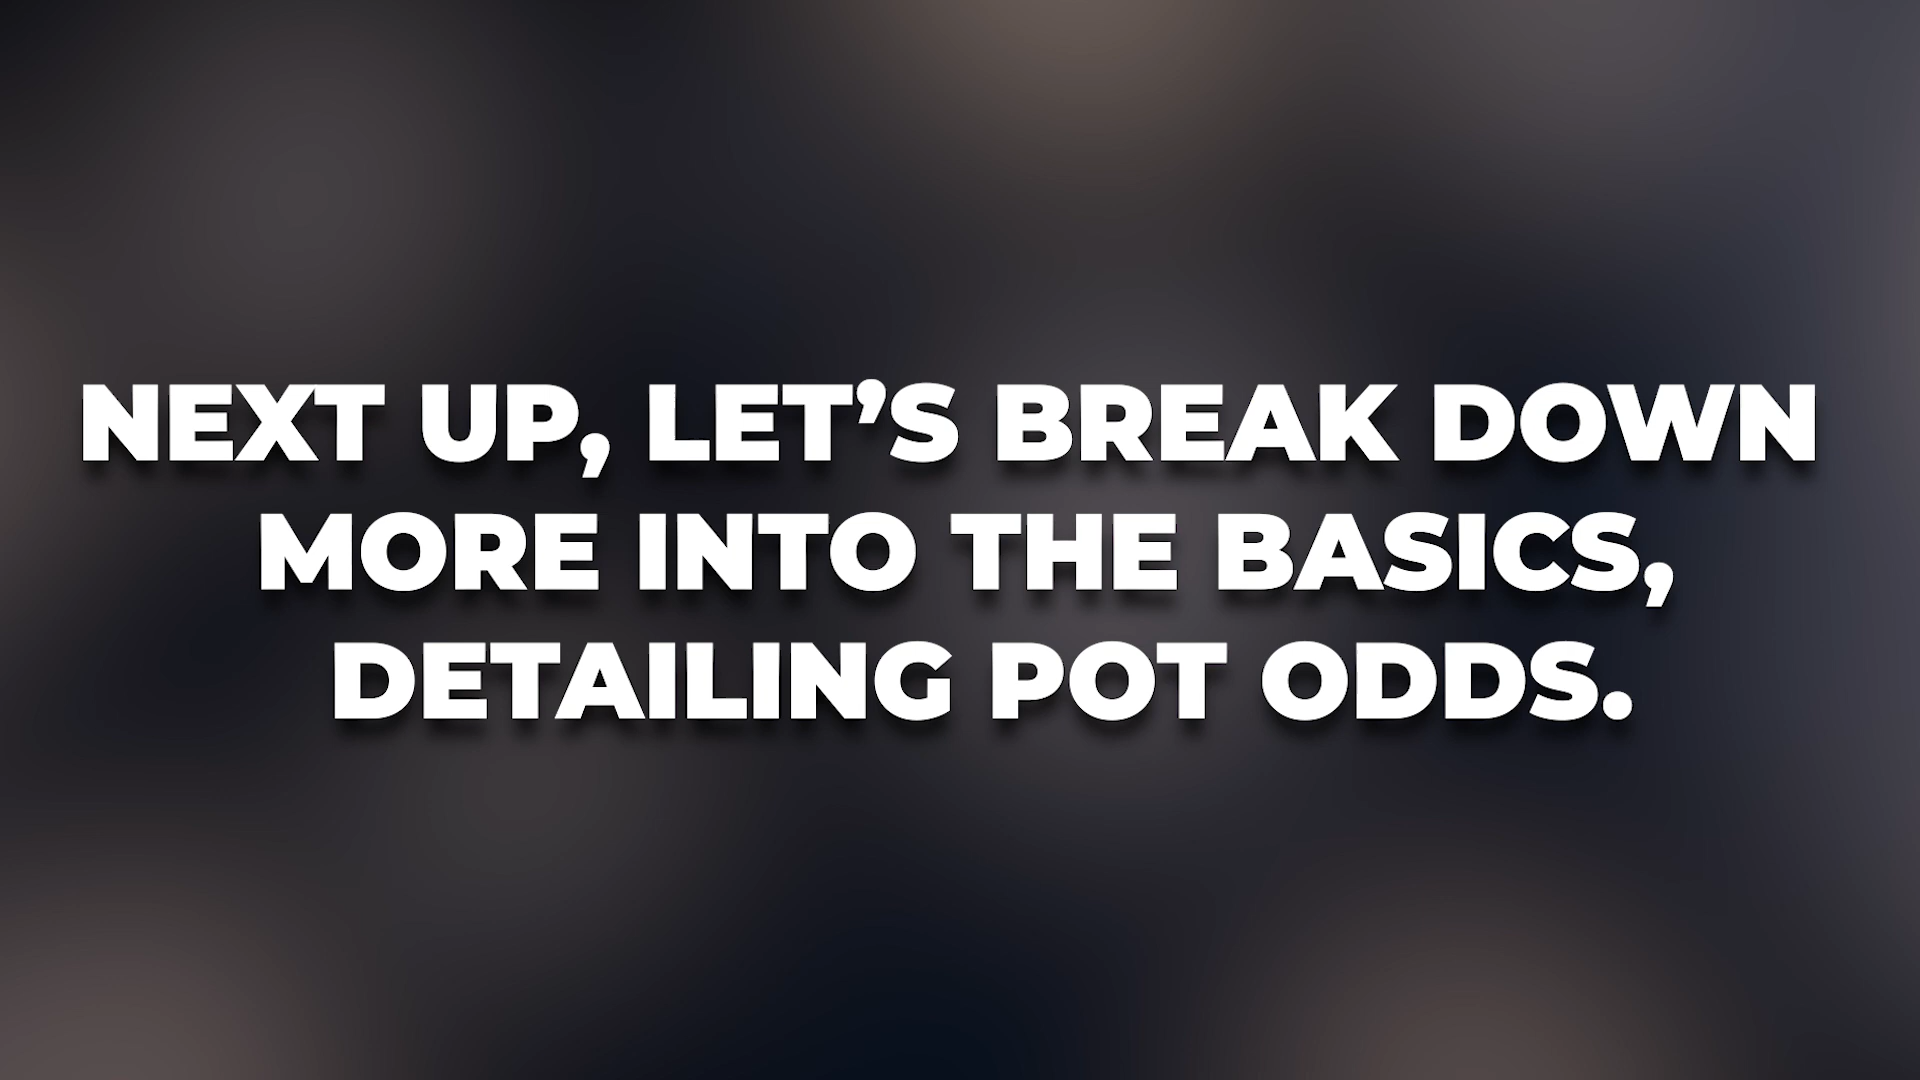 NEXT UP, LET’S BREAK DOWN
MORE INTO THE BASICS,
DETAILING POT ODDS.